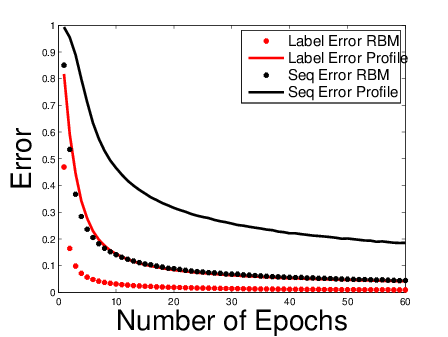 1
0.9
0.8
0.7
0.6
0.5
0.4
0.3
0.2
0.1
0
Error
Label Error RBM
Label Error Profile
Seq Error RBM
Seq Error Profile
0 10 20 30 40 50 60
Number of Epochs